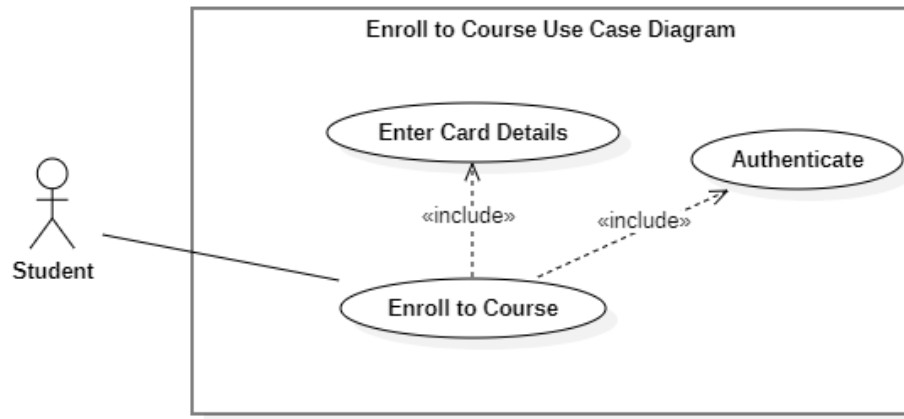 Enroll to Course Use Case Diagram
Enter Card Details
Authenticate
«include»
«include»
Student
Enroll to Course